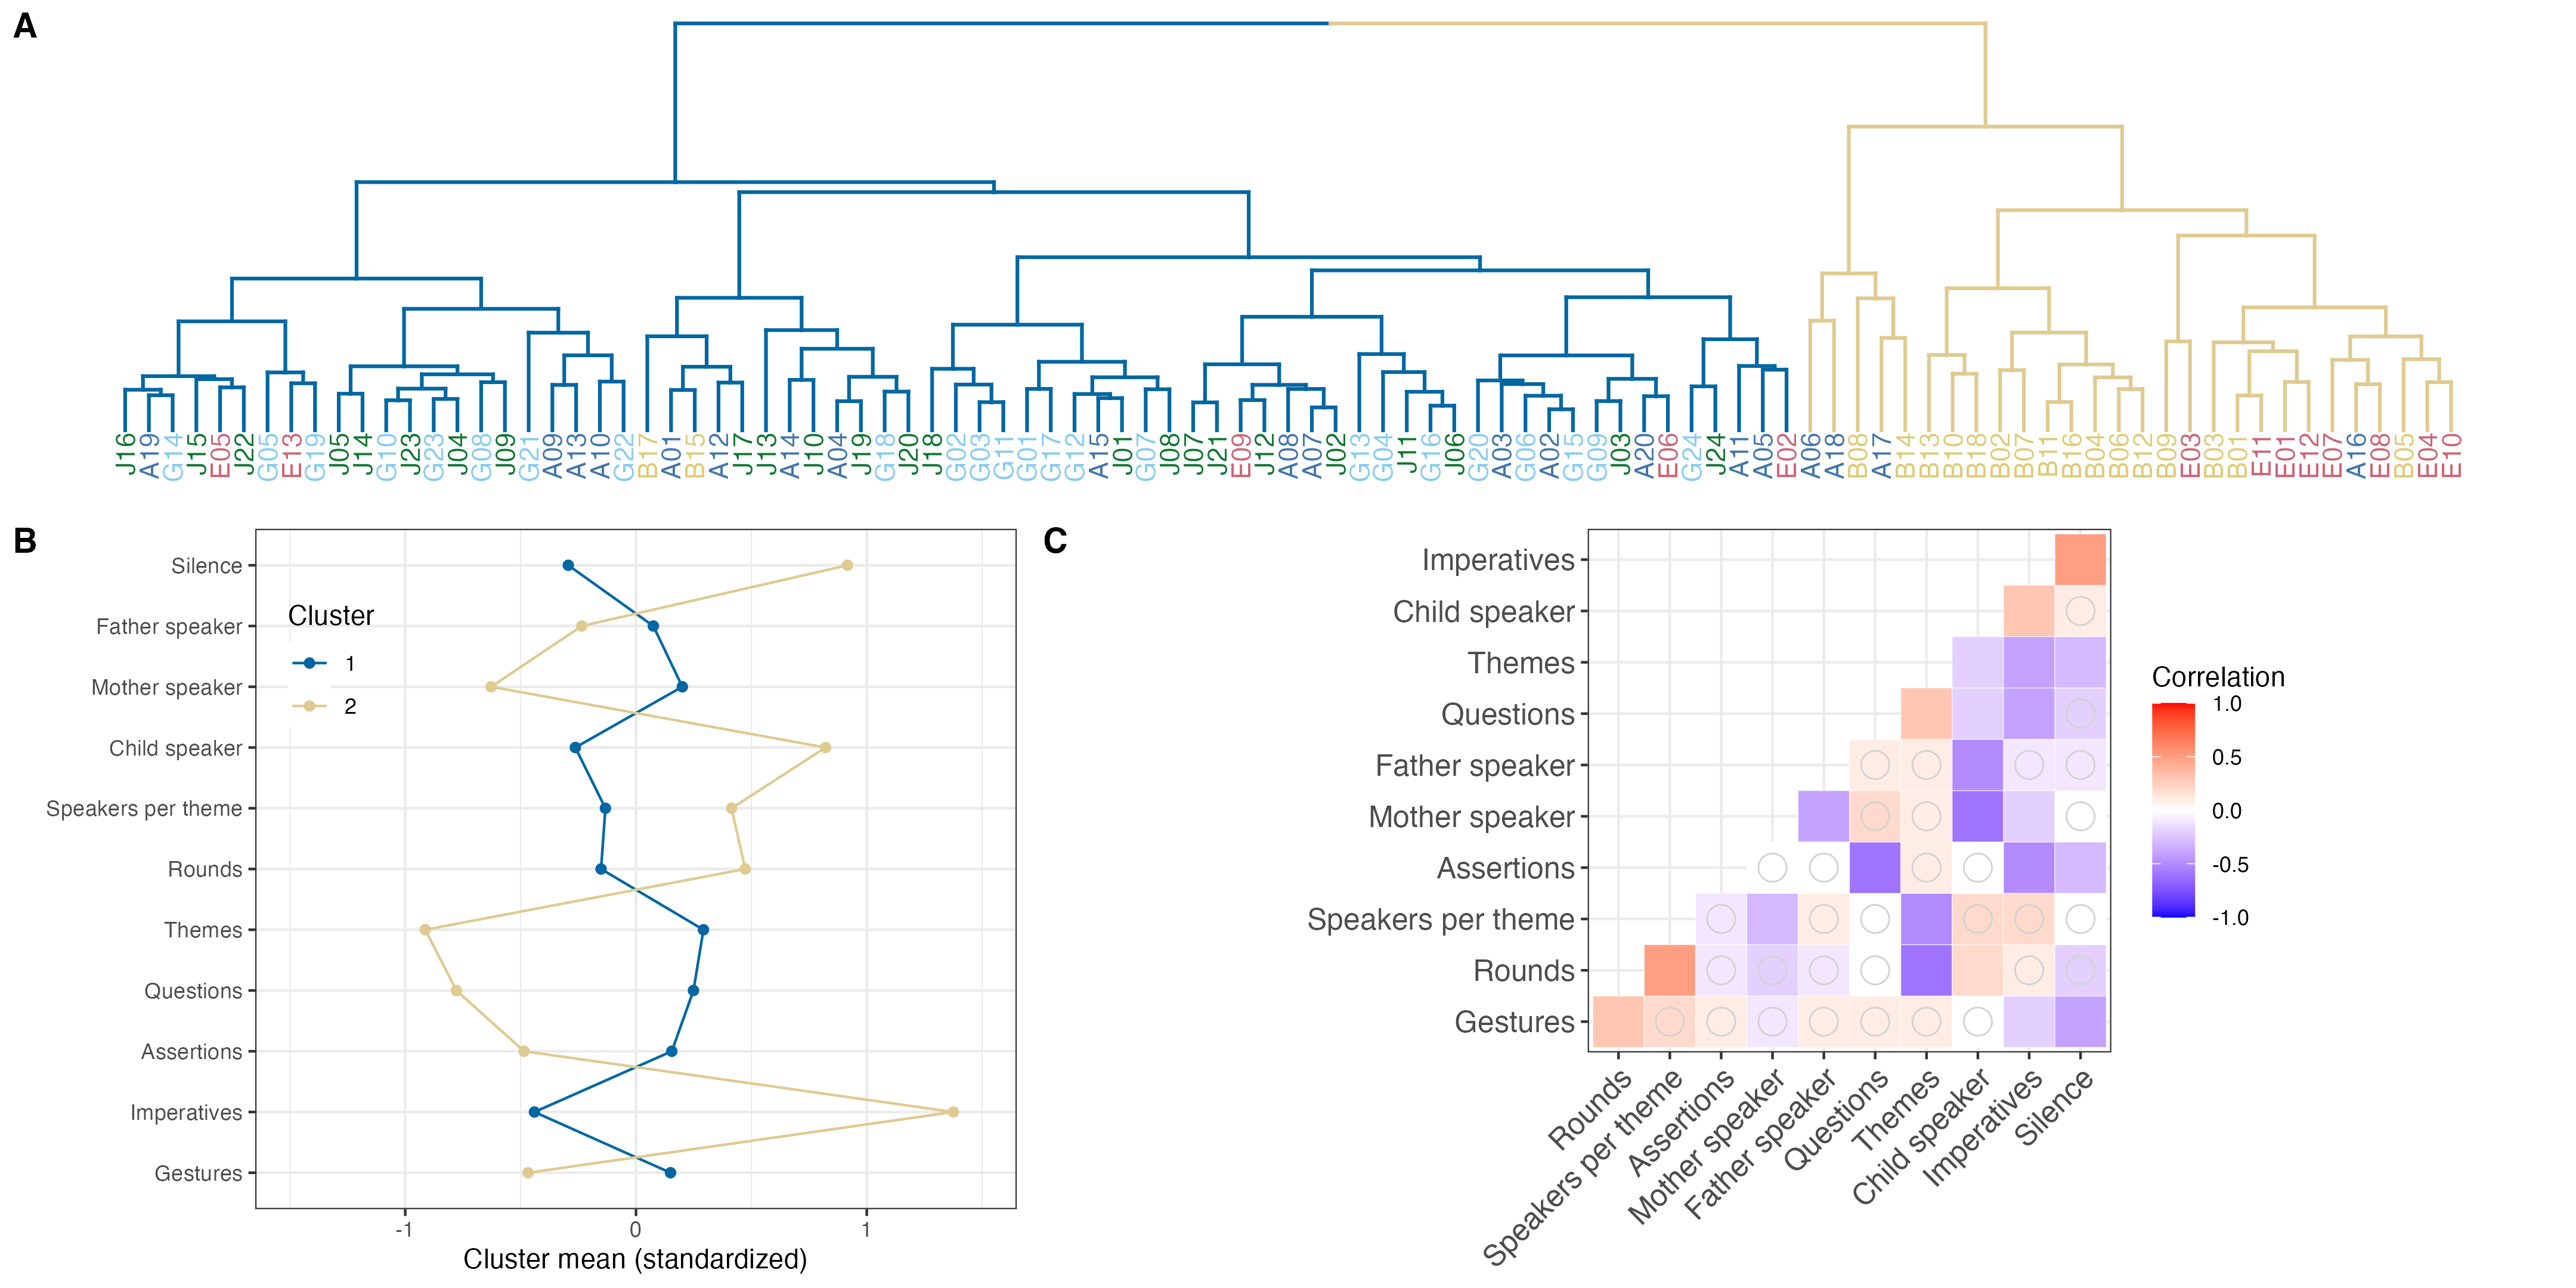 A
J16 A19 G14 J15 E05 J22 G05 E13 G19 J05 J14 G10 J23 G23 J04 G08 J09 G21 A09 A13 A10 G22 B17 A01 B15 A12 J17 J13 A14 J10 A04 J19 G18 J20 J18 G02 G03 G11 G01 G17 G12 A15 J01 G07 J08 J07 J21 E09 J12 A08 A07 J02 G13 G04 J11 G16 J06 G20 A03 G06 A02 G15 G09 J03 A20 E06 G24 J24 A11 A05 E02 A06 A18 B08 A17 B14 B13 B10 B18 B02 B07 B11 B16 B04 B06 B12 B09 E03 B03 B01 E11 E01 E12 E07 A16 E08 B05 E04 E10
B
Silence
Father speaker
Mother speaker
Child speaker
Speakers per theme
Rounds
Themes
Questions
Assertions
Imperatives
Gestures
Cluster
1
2
-1 0 1
Cluster mean (standardized)
C
Imperatives
Child speaker
Themes
Questions
Father speaker
Mother speaker
Assertions
Speakers per theme
Rounds
Gestures
Rounds
Speakers per theme
Assertions
Mother speaker
Father speaker
Questions
Themes
Child speaker
Imperatives
Silence
Correlation
1.0
0.5
0.0
-0.5
-1.0